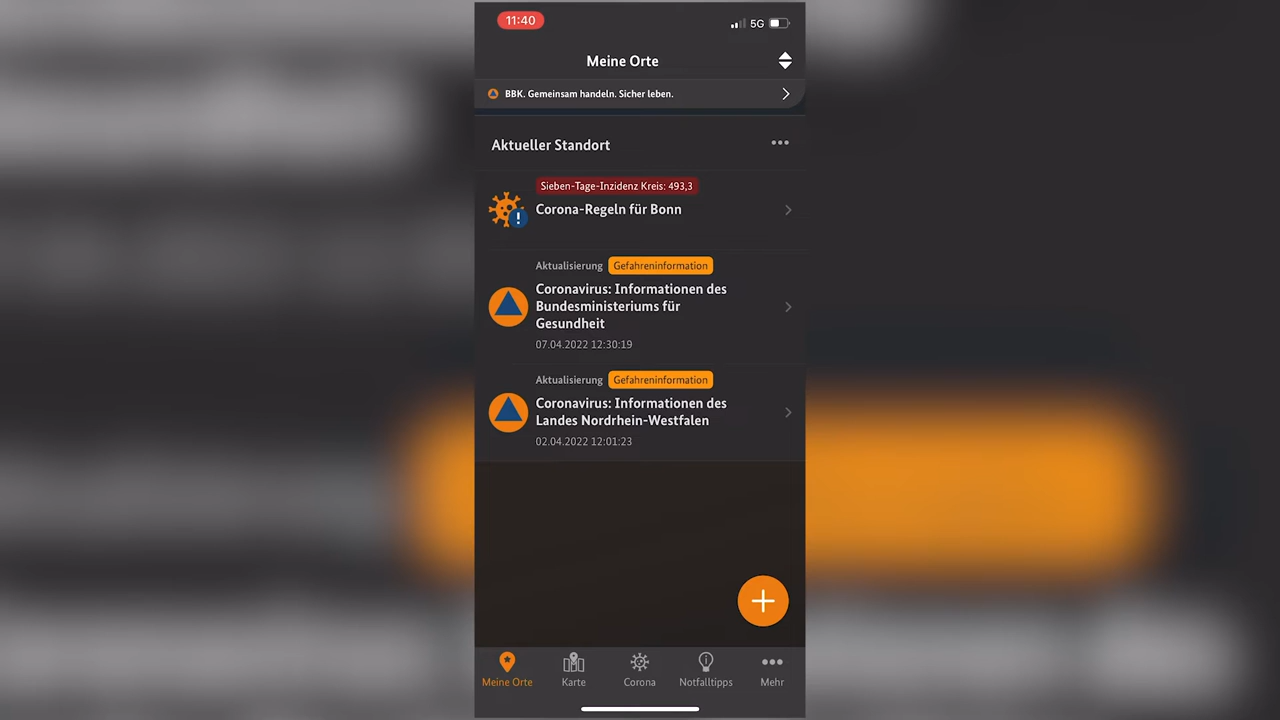 11:40
5G
Meine Orte
BBK. Gemeinsam handeln. Sicher leben.
Aktueller Standort
Sieben-Tage-Inzidenz Kreis: 493,3
Corona-Regeln für Bonn
Aktualisierung Gefahreninformation
Coronavirus: Informationen des
Bundesministeriums für
Gesundheit
07.04.2022 12:30:19
Aktualisierung Gefahreninformation
Coronavirus: Informationen des
Landes Nordrhein-Westfalen
02.04.2022 12:01:23
Meine Orte Karte Corona Notfalltipps Mehr